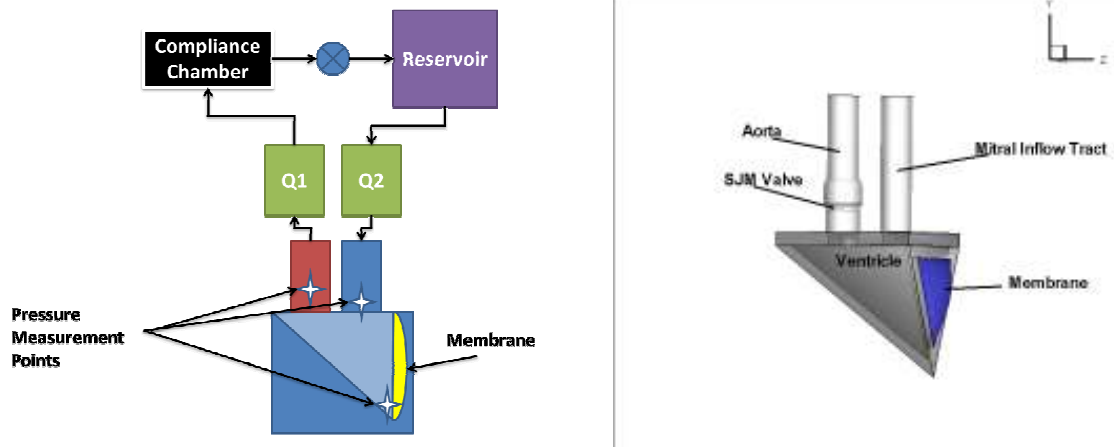 Compliance
Chamber
Reservoir
Q1
Q2
Pressure
Measurement
Points
Membrane
Y
Z
Aorta
Mitral Inflow Tract
SJM Valve
Ventricle
Membrane